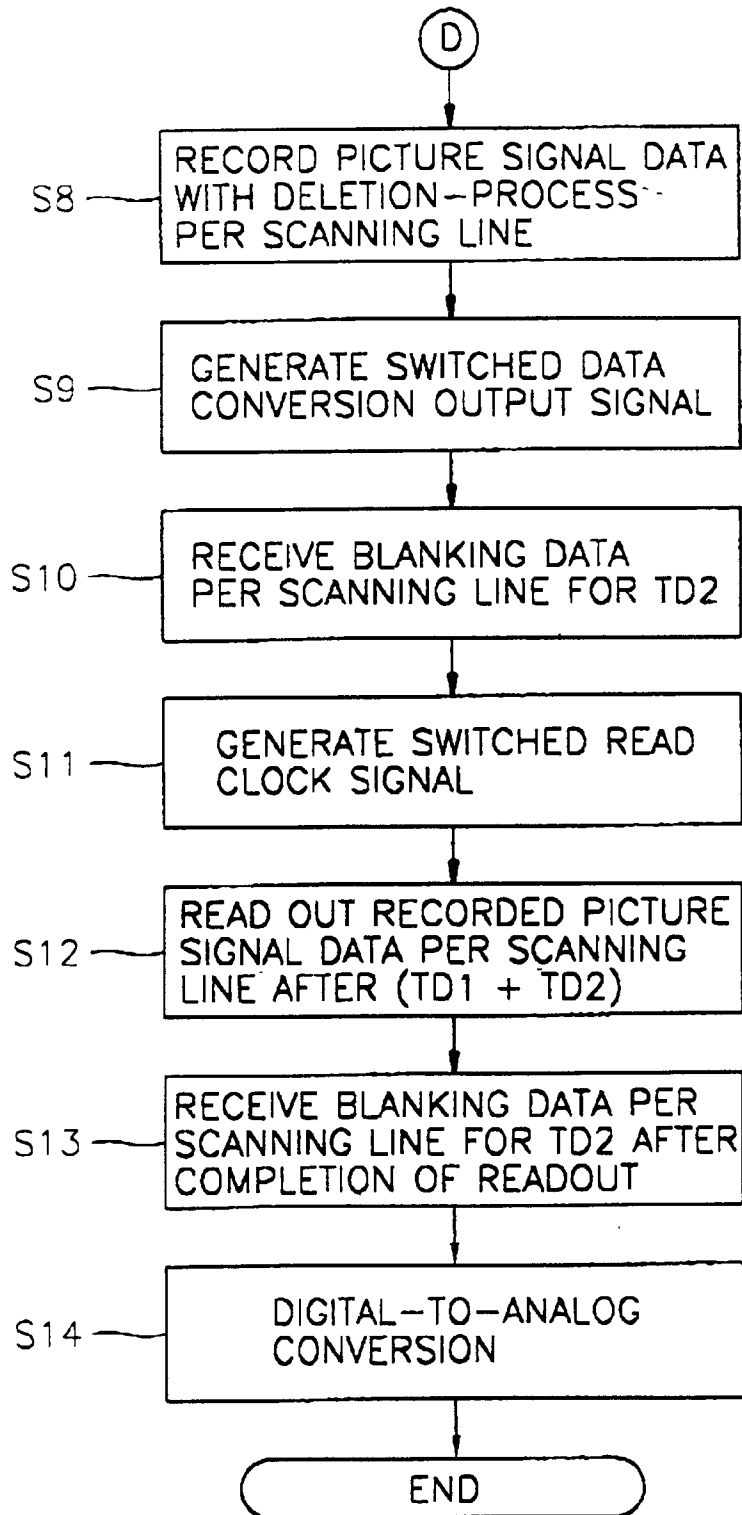 D
S8
RECORD PICTURE SIGNAL DATA
WITH DELETION-PROCESS
PER SCANNING LINE
S9
GENERATE SWITCHED DATA
CONVERSION OUTPUT SIGNAL
S10
RECEIVE BLANKING DATA
PER SCANNING LINE FOR TD2
S11
GENERATE SWITCHED READ
CLOCK SIGNAL
S12
READ OUT RECORDED PICTURE
SIGNAL DATA PER SCANNING
LINE AFTER (TD1 + TD2)
S13
RECEIVE BLANKING DATA PER
SCANNING LINE FOR TD2 AFTER
COMPLETION OF READOUT
S14
DIGITAL-TO-ANALOG
CONVERSION
END